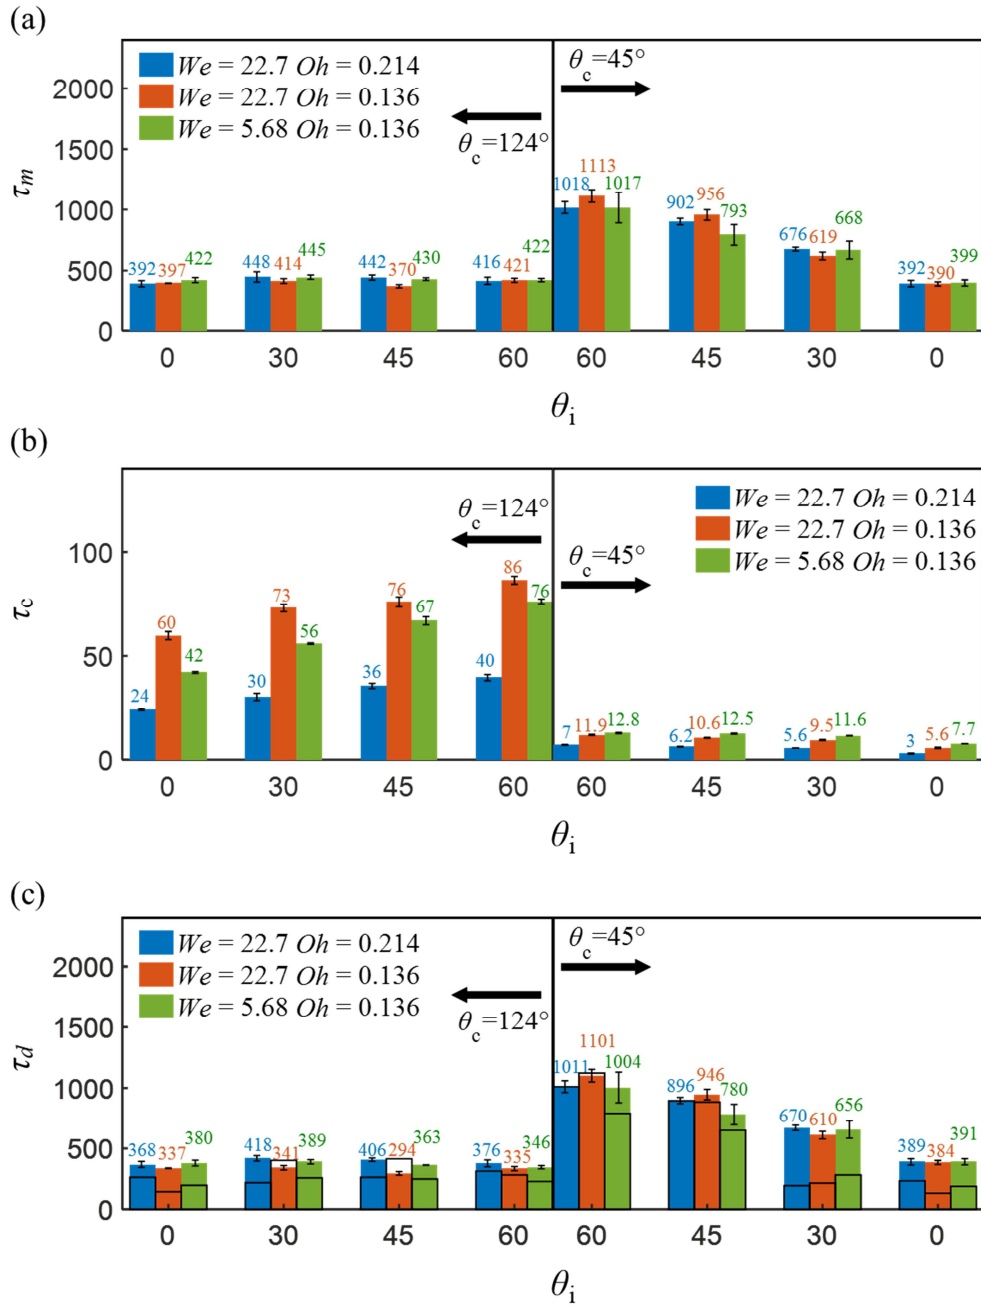 (a)
We = 22.7 Oh = 0.214
We = 22.7 Oh = 0.136
We = 5.68 Oh = 0.136
θc=45°
θc=124°
2000
1500
1000
500
0
τm
392 397 422
448 414 445
442 370 430
416 421 422
1018 1113 1017
902 956 793
676 619 668
392 390 399
0 30 45 60 60 45 30 0
θi
(b)
We = 22.7 Oh = 0.214
We = 22.7 Oh = 0.136
We = 5.68 Oh = 0.136
θc=124°
θc=45°
100
50
0
τc
24 60 42
30 73 56
36 76 67
40 86 76
7 11.9 12.8
6.2 10.6 12.5
5.6 9.5 11.6
3 5.6 7.7
0 30 45 60 60 45 30 0
θi
(c)
We = 22.7 Oh = 0.214
We = 22.7 Oh = 0.136
We = 5.68 Oh = 0.136
θc=45°
θc=124°
2000
1500
1000
500
0
τd
368 337 380
418 341 389
406 294 363
376 335 346
1011 1101 1004
896 946 780
670 610 656
389 384 391
0 30 45 60 60 45 30 0
θi